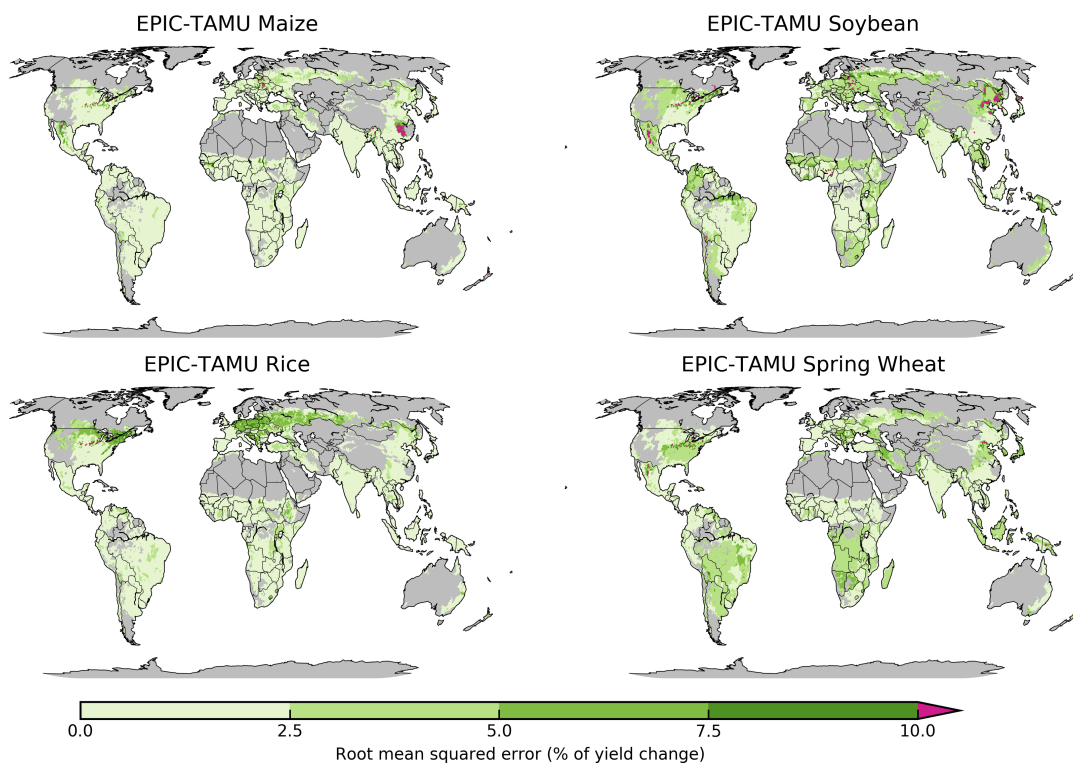 EPIC-TAMU Maize
EPIC-TAMU Soybean
EPIC-TAMU Rice
EPIC-TAMU Spring Wheat
0.0 2.5 5.0 7.5 10.0
Root mean squared error (% of yield change)